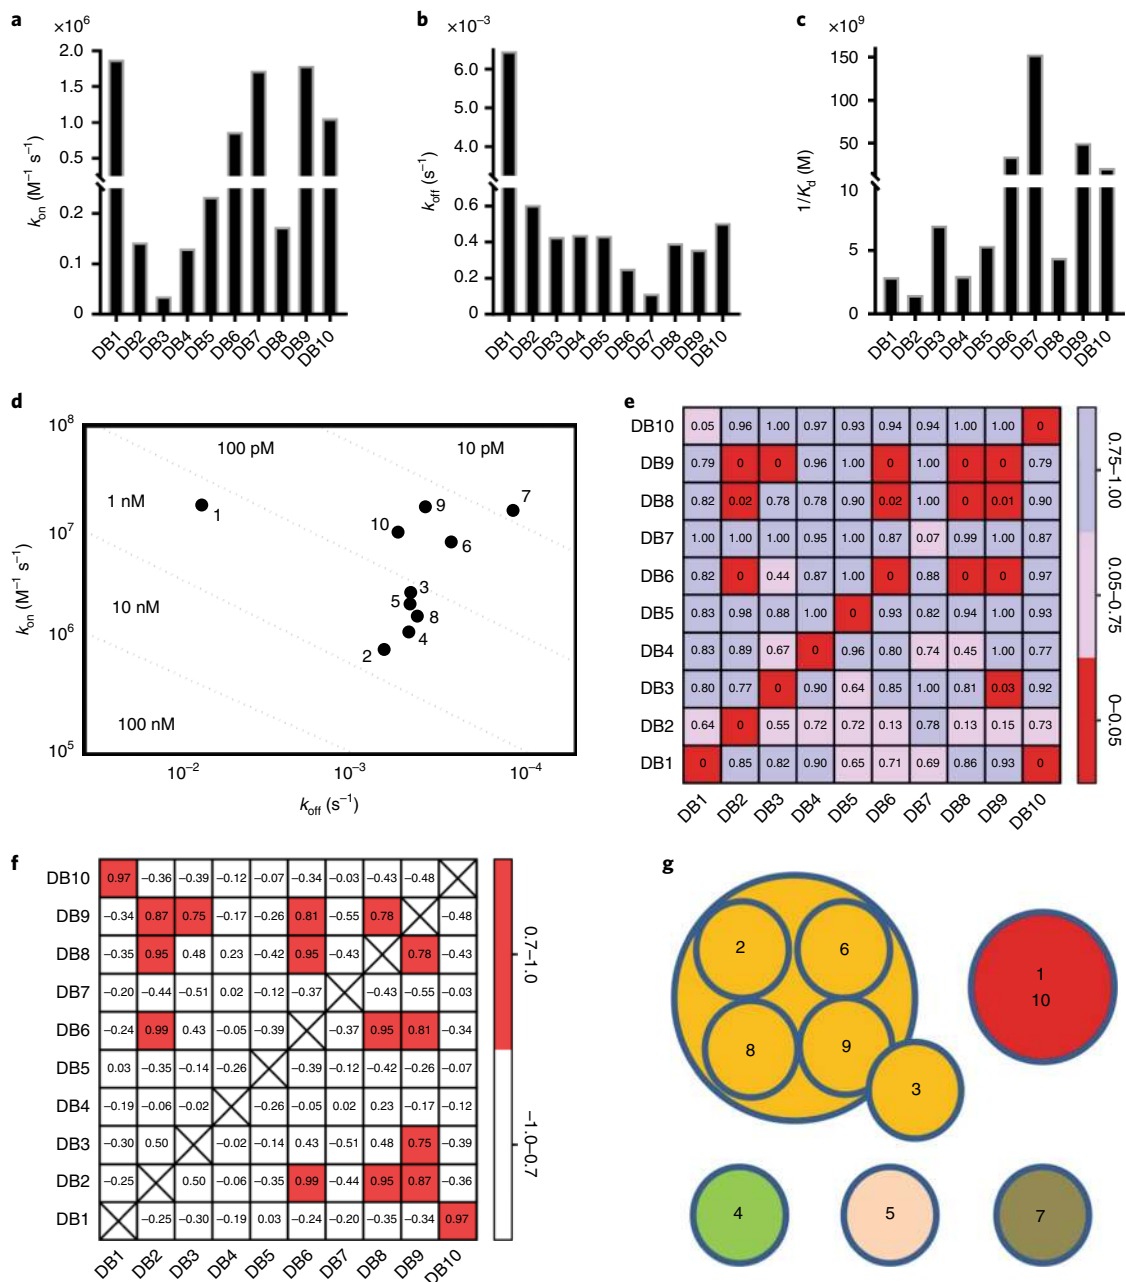 a
×10⁶
2.0
1.5
1.0
0.5
0.2
0.1
0
k_on (M⁻¹ s⁻¹)
DB1 DB2 DB3 DB4 DB5 DB6 DB7 DB8 DB9 DB10
b
×10⁻³
6.0
5.0
4.0
0.6
0.4
0.2
0
k_off (s⁻¹)
DB1 DB2 DB3 DB4 DB5 DB6 DB7 DB8 DB9 DB10
c
×10⁹
150
100
50
10
5
0
1/K_d (M)
DB1 DB2 DB3 DB4 DB5 DB6 DB7 DB8 DB9 DB10
d
10⁸
10⁷
10⁶
10⁵
k_on (M⁻¹ s⁻¹)
100 pM
10 pM
1 nM
10 nM
100 nM
1
9
7
10
6
3
5
8
4
2
10⁻² 10⁻³ 10⁻⁴
k_off (s⁻¹)
e
DB10 0.05 0.96 1.00 0.97 0.93 0.94 0.94 1.00 1.00 0
DB9 0.79 0 0 0.96 1.00 0 1.00 0 0 0.79
DB8 0.82 0.02 0.78 0.78 0.90 0.02 1.00 0 0.01 0.90
DB7 1.00 1.00 1.00 0.95 1.00 0.87 0.07 0.99 1.00 0.87
DB6 0.82 0 0.44 0.87 1.00 0 0.88 0 0 0.97
DB5 0.83 0.98 0.88 1.00 0 0.93 0.82 0.94 1.00 0.93
DB4 0.83 0.89 0.67 0 0.96 0.80 0.74 0.45 1.00 0.77
DB3 0.80 0.77 0 0.90 0.64 0.85 1.00 0.81 0.03 0.92
DB2 0.64 0 0.55 0.72 0.72 0.13 0.78 0.13 0.15 0.73
DB1 0 0.85 0.82 0.90 0.65 0.71 0.69 0.86 0.93 0
DB1 DB2 DB3 DB4 DB5 DB6 DB7 DB8 DB9 DB10
0.75–1.00
0.05–0.75
0–0.05
f
DB10 0.97 −0.36 −0.39 −0.12 −0.07 −0.34 −0.03 −0.43 −0.48
DB9 −0.34 0.87 0.75 −0.17 −0.26 0.81 −0.55 0.78 −0.48
DB8 −0.35 0.95 0.48 0.23 −0.42 0.95 −0.43 0.78 −0.43
DB7 −0.20 −0.44 −0.51 0.02 −0.12 −0.37 −0.43 −0.55 −0.03
DB6 −0.24 0.99 0.43 −0.05 −0.39 −0.37 0.95 0.81 −0.34
DB5 0.03 −0.35 −0.14 −0.26 −0.39 −0.12 −0.42 −0.26 −0.07
DB4 −0.19 −0.06 −0.02 −0.26 −0.05 0.02 0.23 −0.17 −0.12
DB3 −0.30 0.50 −0.02 −0.14 0.43 −0.51 0.48 0.75 −0.39
DB2 −0.25 0.50 −0.06 −0.35 0.99 −0.44 0.95 0.87 −0.36
DB1 −0.25 −0.30 −0.19 0.03 −0.24 −0.20 −0.35 −0.34 0.97
DB1 DB2 DB3 DB4 DB5 DB6 DB7 DB8 DB9 DB10
0.7–1.0
−1.0–0.7
g
2 6
8 9
3
1
10
4 5 7